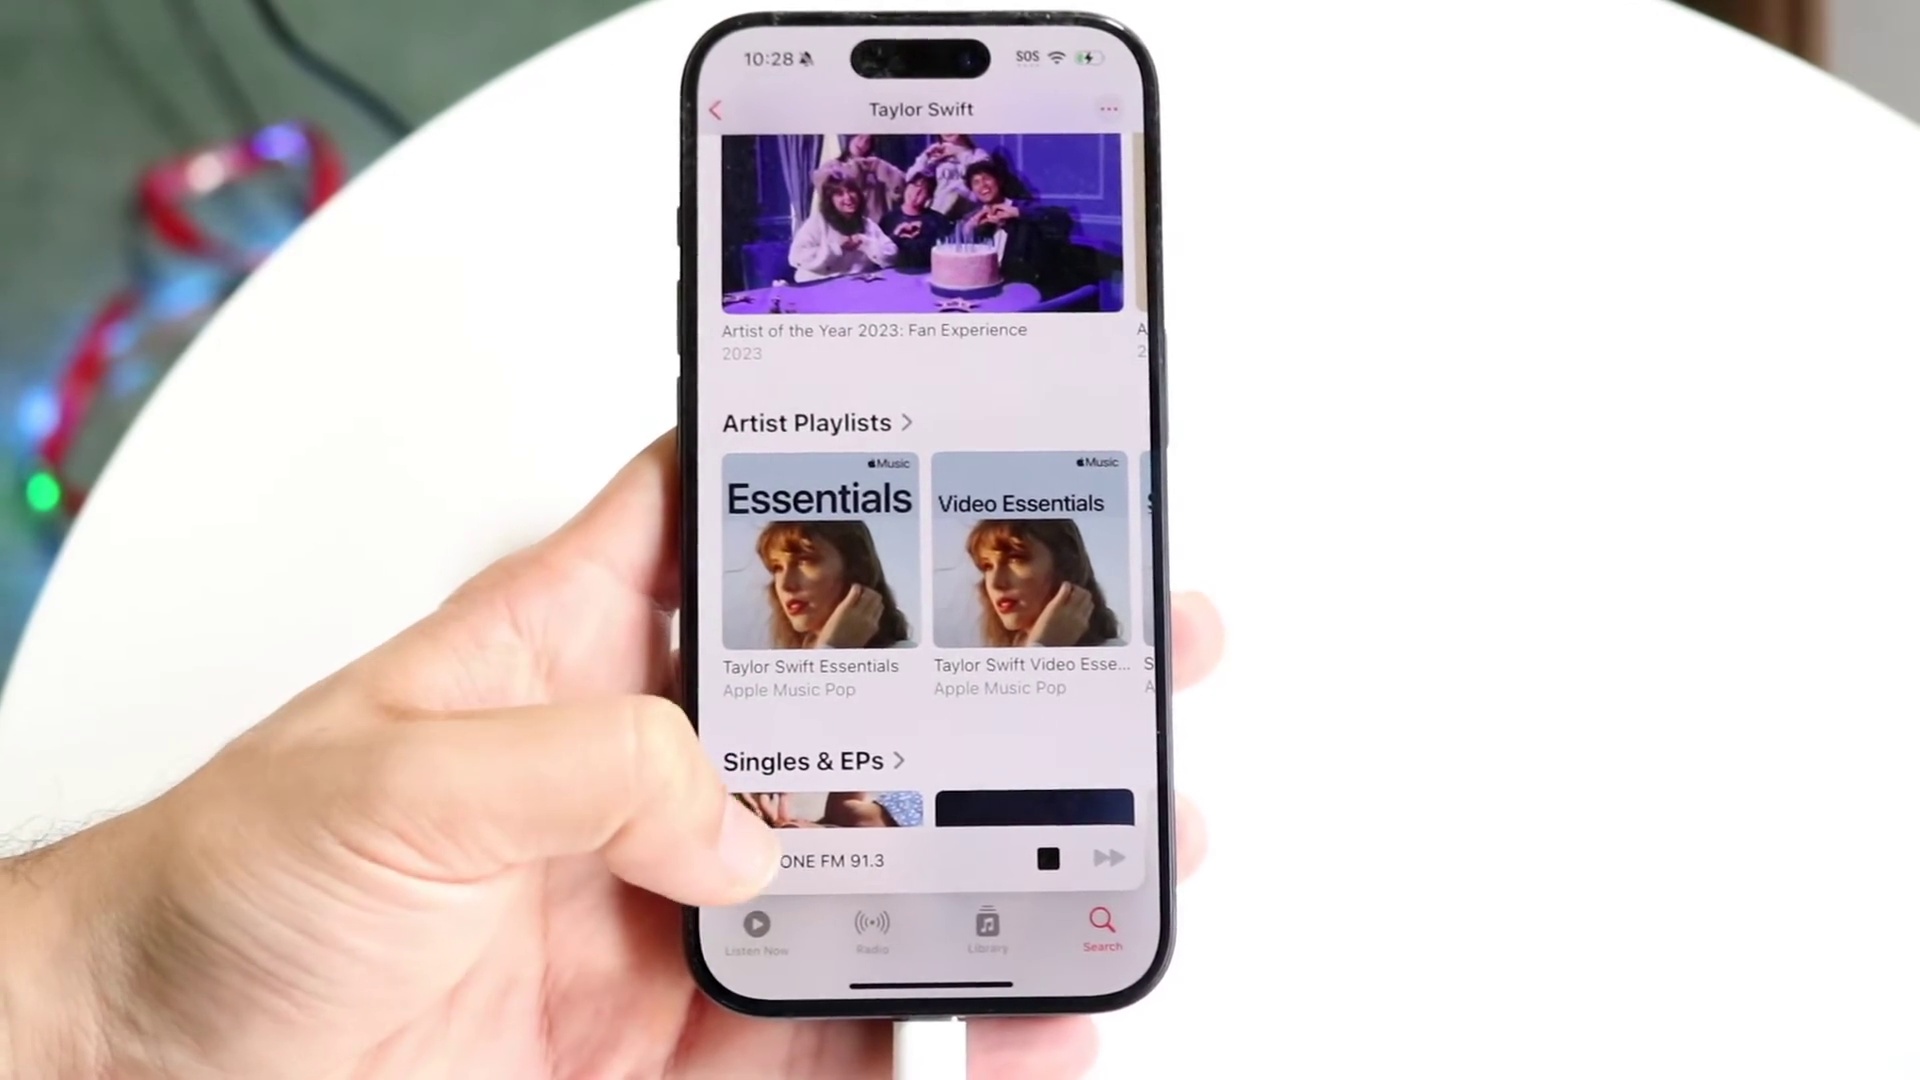 10:28
SOS
Taylor Swift
Artist of the Year 2023: Fan Experience
2023
A
2
Artist Playlists
Music
Essentials
Music
Video Essentials
Taylor Swift Essentials
Apple Music Pop
Taylor Swift Video Esse...
Apple Music Pop
S
A
Singles & EPs
ONE FM 91.3
Listen Now
Radio
Library
Search